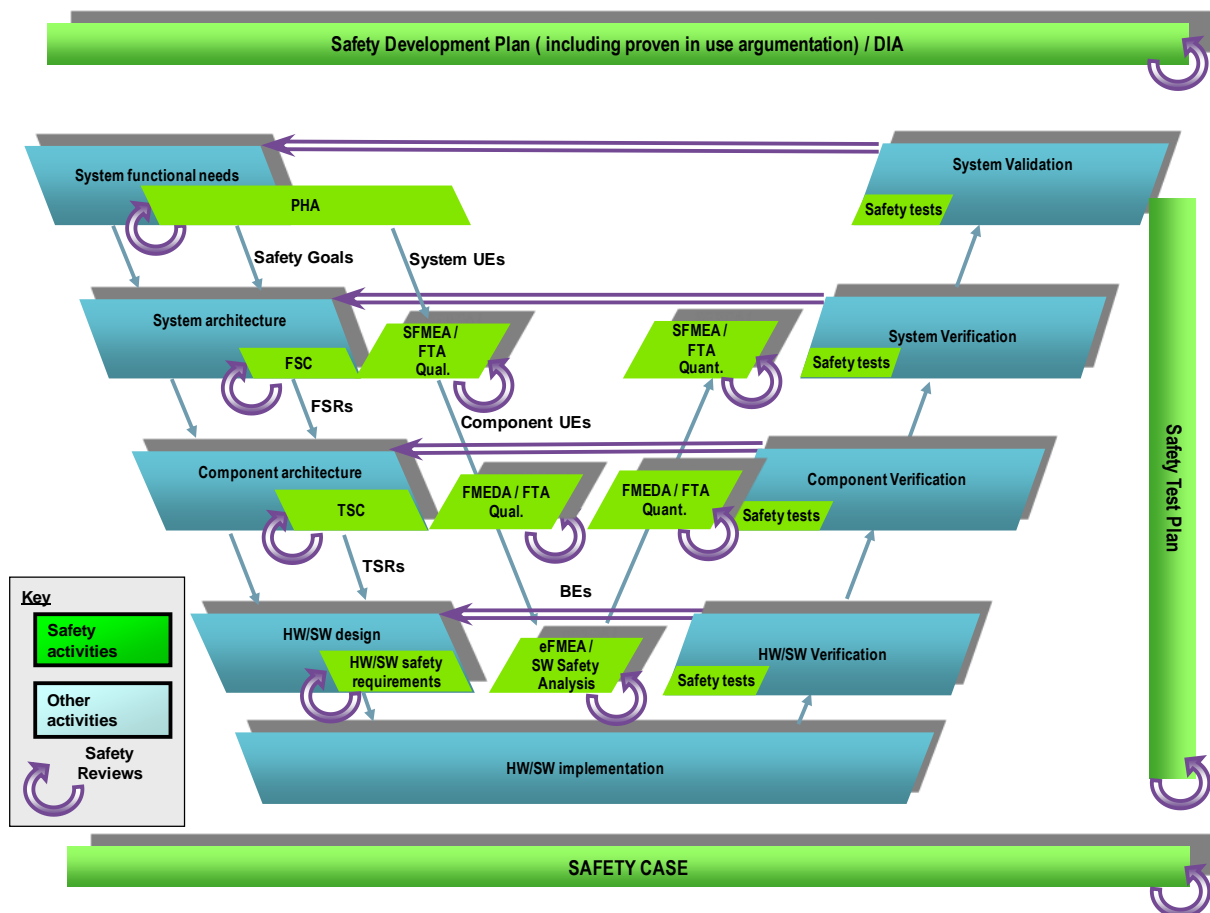 Safety Development Plan ( including proven in use argumentation) / DIA
System functional needs
PHA
System Validation
Safety tests
Safety Goals
System UEs
System architecture
FSC
SFMEA /
FTA
Qual.
SFMEA /
FTA
Quant.
System Verification
Safety tests
FSRs
Component UEs
Component architecture
TSC
FMEDA / FTA
Qual.
FMEDA / FTA
Quant.
Component Verification
Safety tests
Safety Test Plan
TSRs
BEs
HW/SW design
HW/SW safety
requirements
eFMEA /
SW Safety
Analysis
HW/SW Verification
Safety tests
HW/SW implementation
Key
Safety
activities
Other
activities
Safety
Reviews
SAFETY CASE